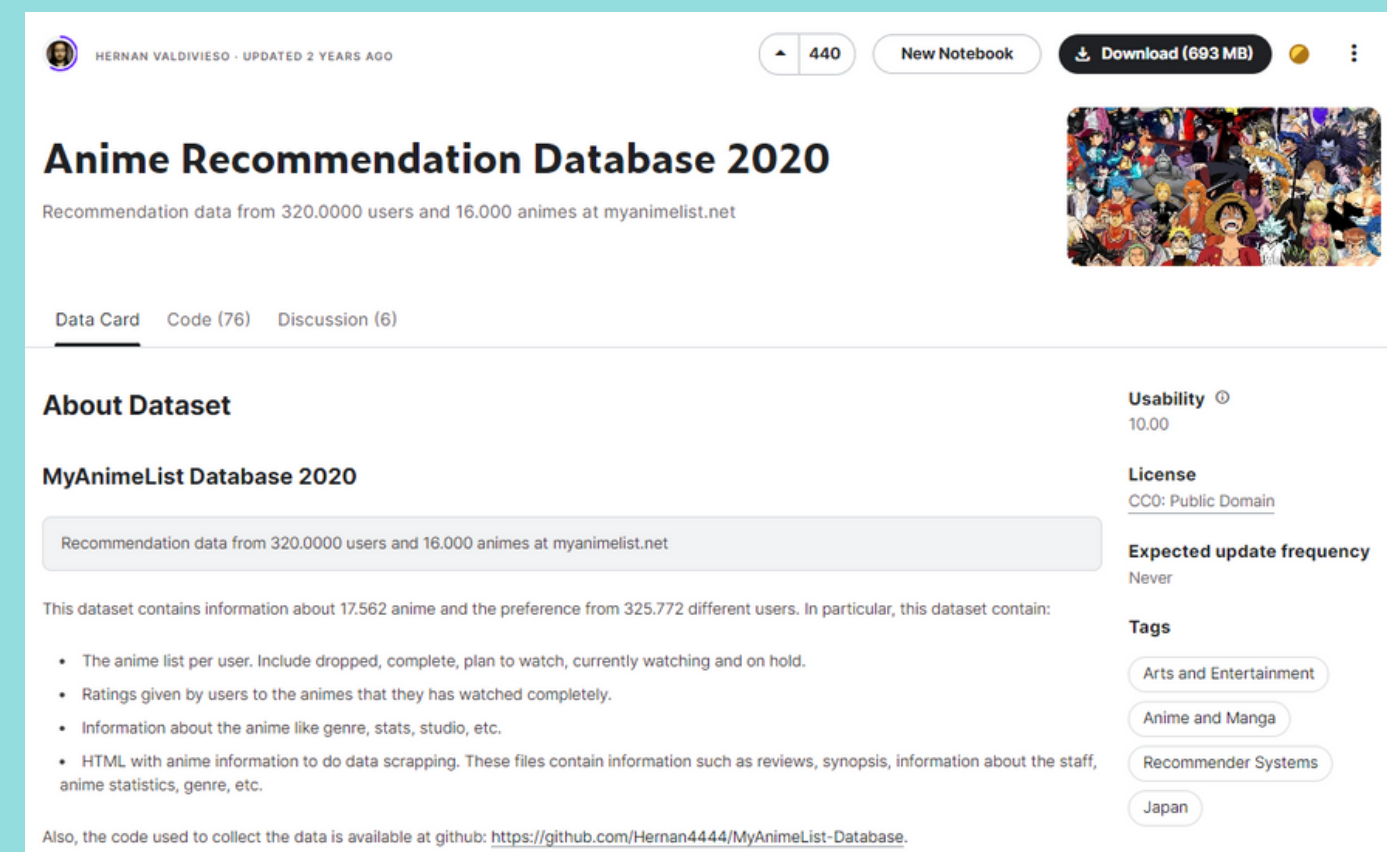 HERNAN VALDIVIESO · UPDATED 2 YEARS AGO
440
New Notebook
Download (693 MB)
Anime Recommendation Database 2020
Recommendation data from 320.0000 users and 16.000 animes at myanimelist.net
Data Card Code (76) Discussion (6)
About Dataset
MyAnimeList Database 2020
Recommendation data from 320.0000 users and 16.000 animes at myanimelist.net
This dataset contains information about 17.562 anime and the preference from 325.772 different users. In particular, this dataset contain:
• The anime list per user. Include dropped, complete, plan to watch, currently watching and on hold.
• Ratings given by users to the animes that they has watched completely.
• Information about the anime like genre, stats, studio, etc.
• HTML with anime information to do data scrapping. These files contain information such as reviews, synopsis, information about the staff,
anime statistics, genre, etc.
Also, the code used to collect the data is available at github: https://github.com/Hernan4444/MyAnimeList-Database.
Usability
10.00
License
CC0: Public Domain
Expected update frequency
Never
Tags
Arts and Entertainment
Anime and Manga
Recommender Systems
Japan